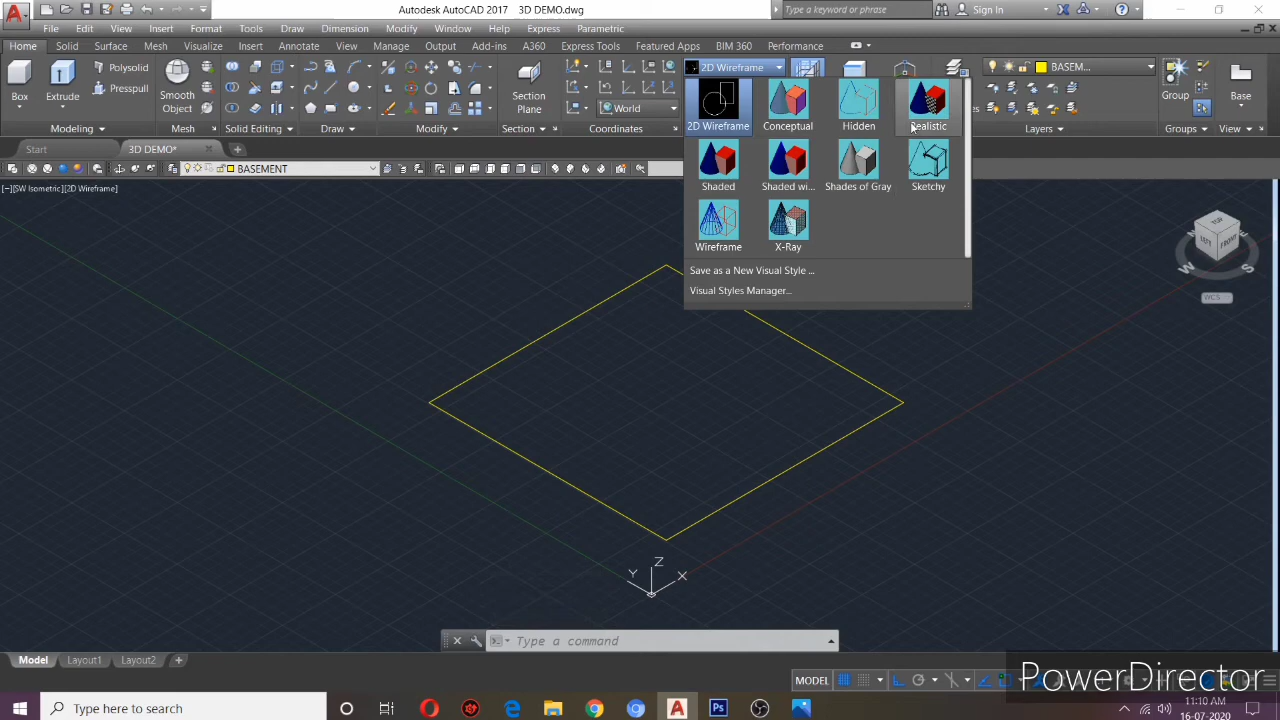 Autodesk AutoCAD 2017 3D DEMO.dwg
Type a keyword or phrase
Sign In
File Edit View Insert Format Tools Draw Dimension Modify Window Help Express Parametric
Home Solid Surface Mesh Visualize Insert Annotate View Manage Output Add-ins A360 Express Tools Featured Apps BIM 360 Performance
Box
Extrude
Polysolid
Presspull
Smooth
Object
Section
Plane
World
2D Wireframe
BASEM...
Group
Base
Modeling
Mesh
Solid Editing
Draw
Modify
Section
Coordinates
Layers
Groups
View
2D Wireframe
Conceptual
Hidden
Realistic
Shaded
Shaded wi...
Shades of Gray
Sketchy
Wireframe
X-Ray
Save as a New Visual Style ...
Visual Styles Manager...
Start
3D DEMO*
BASEMENT
[−][SW Isometric][2D Wireframe]
TOP
LEFT
FRONT
W
S
WCS
Z
Y
X
Type a command
Model Layout1 Layout2
MODEL
PowerDirector
Type here to search
11:10 AM
16-07-2020